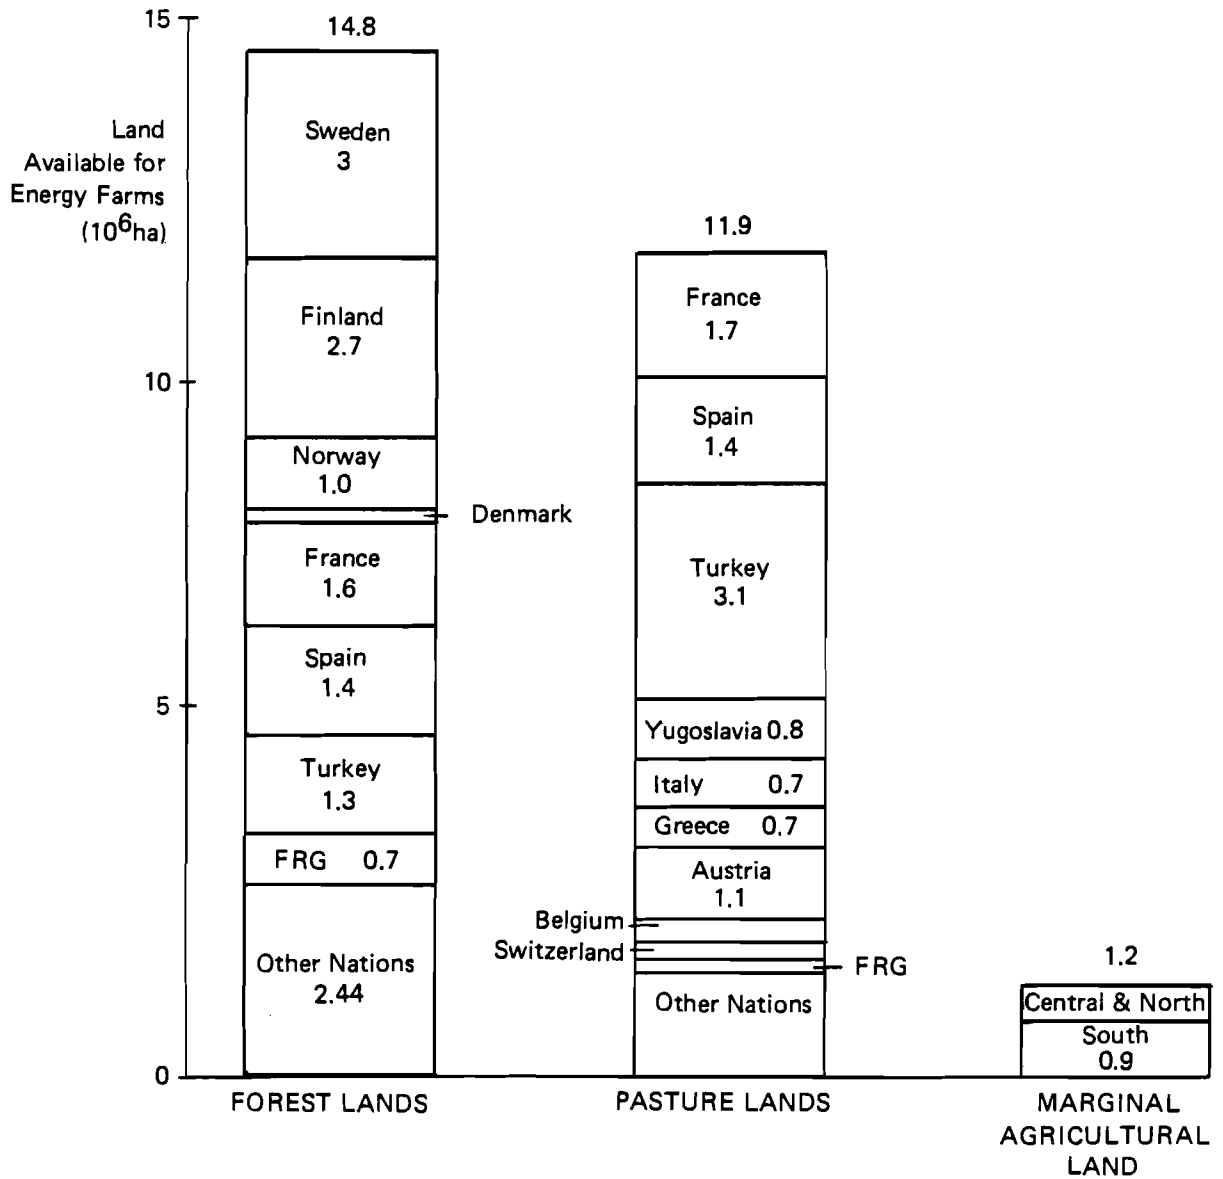 15
10
5
0
Land
Available for
Energy Farms
(10⁶ha)
14.8
Sweden
3
Finland
2.7
Norway
1.0
Denmark
France
1.6
Spain
1.4
Turkey
1.3
FRG 0.7
Other Nations
2.44
FOREST LANDS
11.9
France
1.7
Spain
1.4
Turkey
3.1
Yugoslavia 0.8
Italy 0.7
Greece 0.7
Austria
1.1
Belgium
Switzerland
FRG
Other Nations
PASTURE LANDS
1.2
Central & North
South
0.9
MARGINAL
AGRICULTURAL
LAND